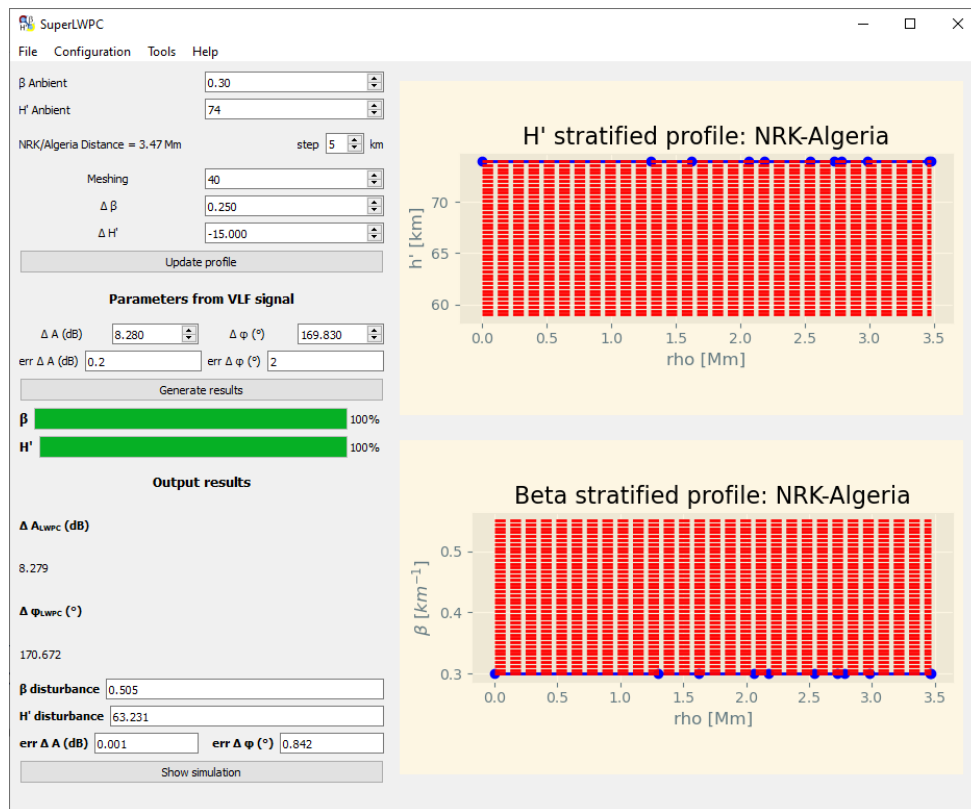 SuperLWPC
File Configuration Tools Help
β Anbient 0.30
H' Anbient 74
NRK/Algeria Distance = 3.47 Mm step 5 km
Meshing 40
Δ β 0.250
Δ H' -15.000
Update profile
Parameters from VLF signal
Δ A (dB) 8.280 Δ φ (°) 169.830
err Δ A (dB) 0.2 err Δ φ (°) 2
Generate results
β 100%
H' 100%
Output results
Δ ALWPC (dB)
8.279
Δ φLWPC (°)
170.672
β disturbance 0.505
H' disturbance 63.231
err Δ A (dB) 0.001 err Δ φ (°) 0.842
Show simulation
H' stratified profile: NRK-Algeria
h' [km]
70
65
60
0.0 0.5 1.0 1.5 2.0 2.5 3.0 3.5
rho [Mm]
Beta stratified profile: NRK-Algeria
β [km⁻¹]
0.5
0.4
0.3
0.0 0.5 1.0 1.5 2.0 2.5 3.0 3.5
rho [Mm]